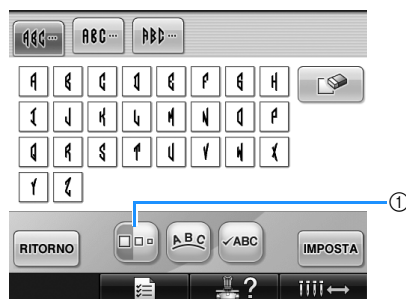 ABC... ABC... ABC...
A B C D E F G H
I J K L M N O P
Q R S T U V W X
Y Z
①
RITORNO ABC ✓ABC IMPOSTA
?